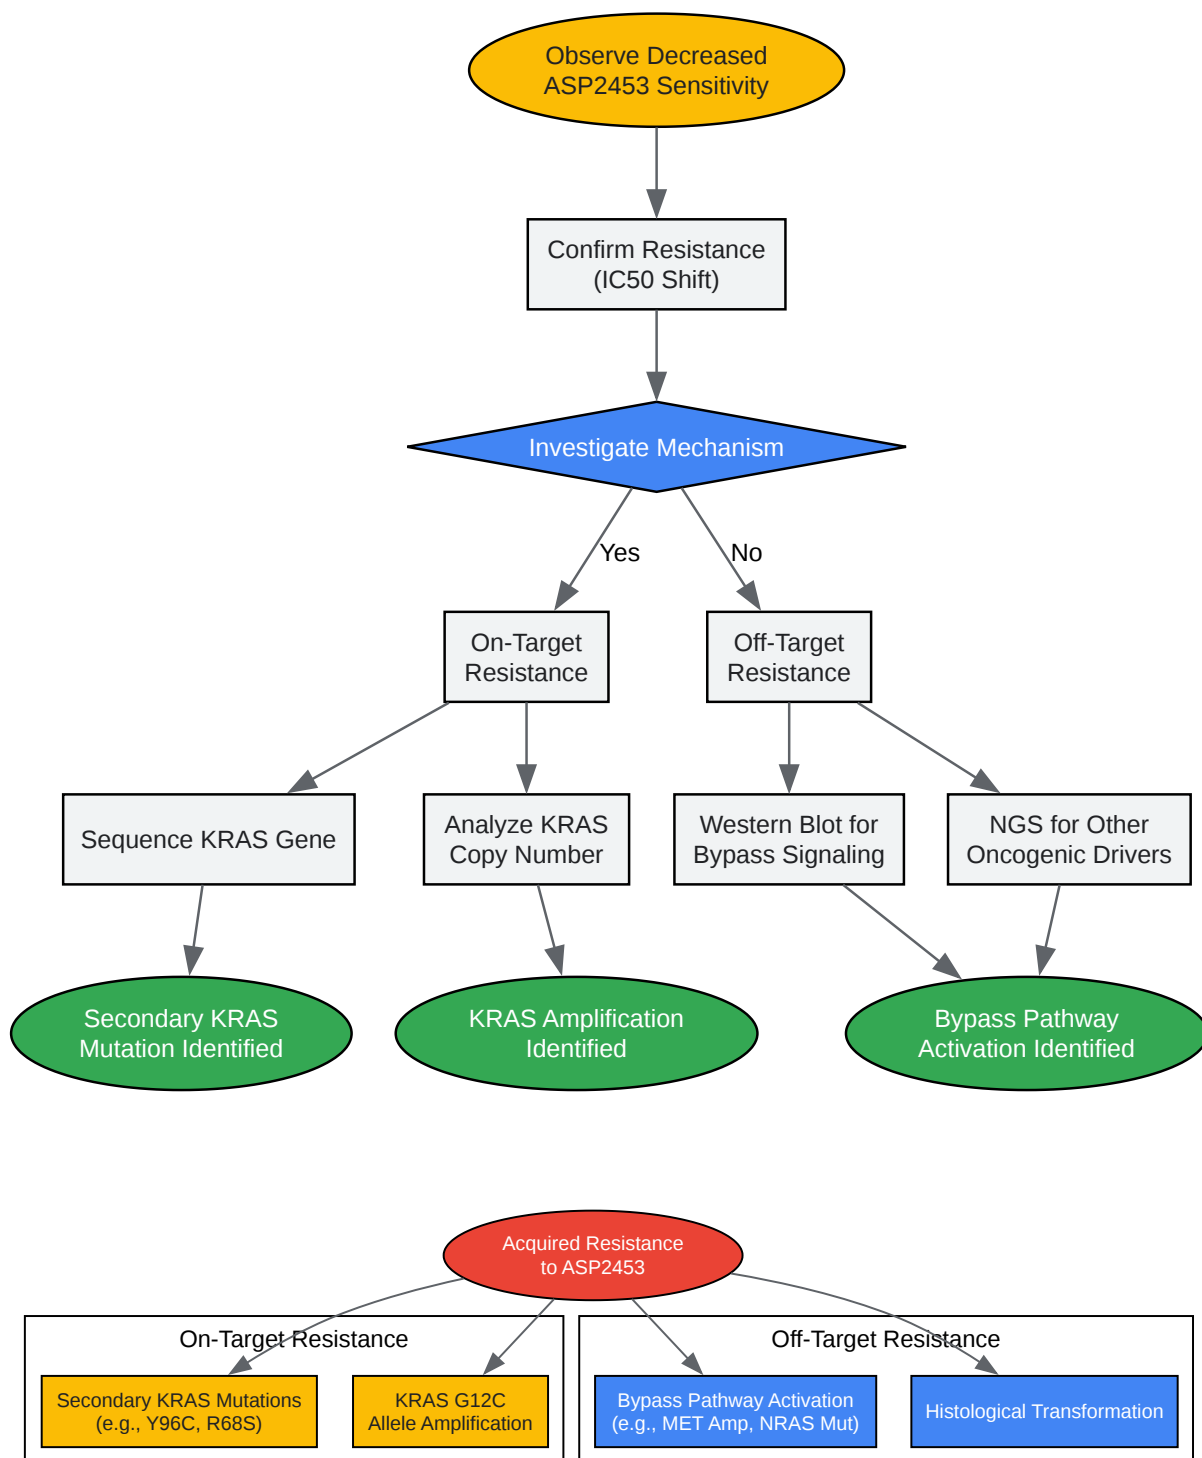 Observe Decreased
ASP2453 Sensitivity
Confirm Resistance
(IC50 Shift)
Investigate Mechanism
Yes
No
On-Target
Resistance
Off-Target
Resistance
Sequence KRAS Gene
Analyze KRAS
Copy Number
Western Blot for
Bypass Signaling
NGS for Other
Oncogenic Drivers
Secondary KRAS
Mutation Identified
KRAS Amplification
Identified
Bypass Pathway
Activation Identified
Acquired Resistance
to ASP2453
On-Target Resistance
Off-Target Resistance
Secondary KRAS Mutations
(e.g., Y96C, R68S)
KRAS G12C
Allele Amplification
Bypass Pathway Activation
(e.g., MET Amp, NRAS Mut)
Histological Transformation